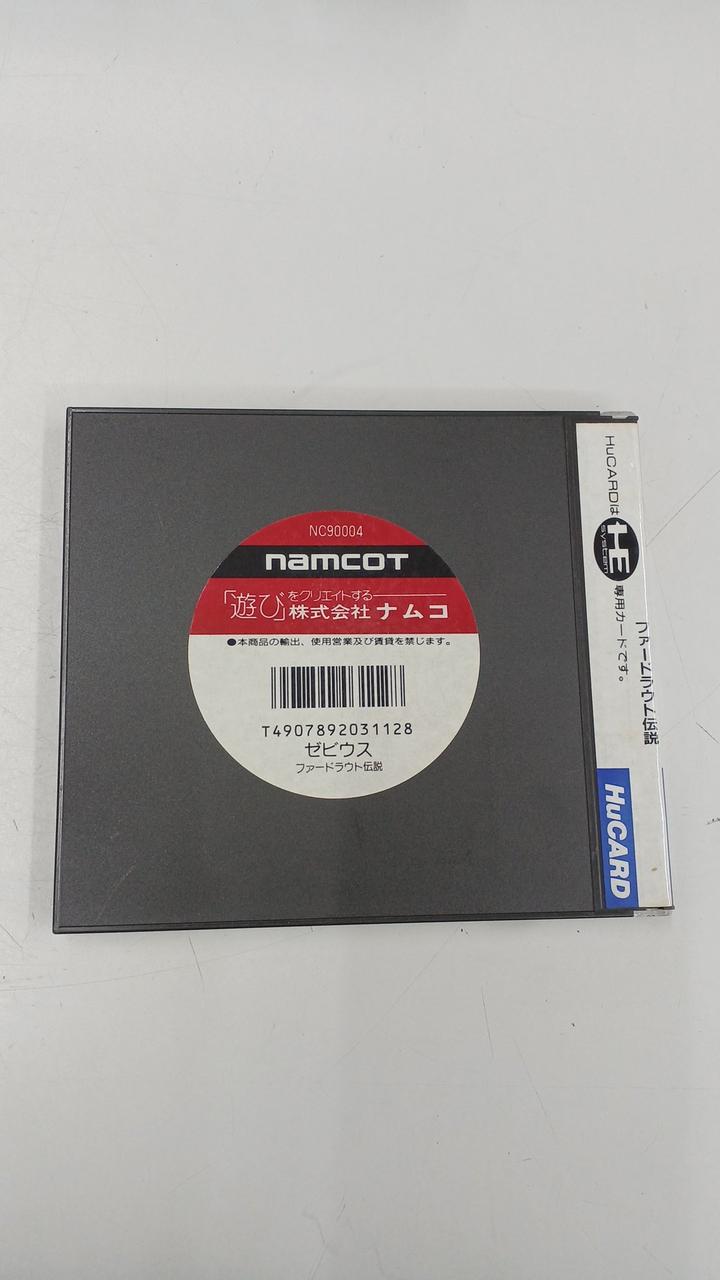 NC90004
namcot
「遊び」をクリエイトする
株式会社ナムコ
●本商品の輸出、使用営業及び賃貸を禁じます。
T4907892031128
ゼビウス
ファードラウト伝説
HuCARDは
HE
system
専用カードです。
ファードラウト伝説
HuCARD